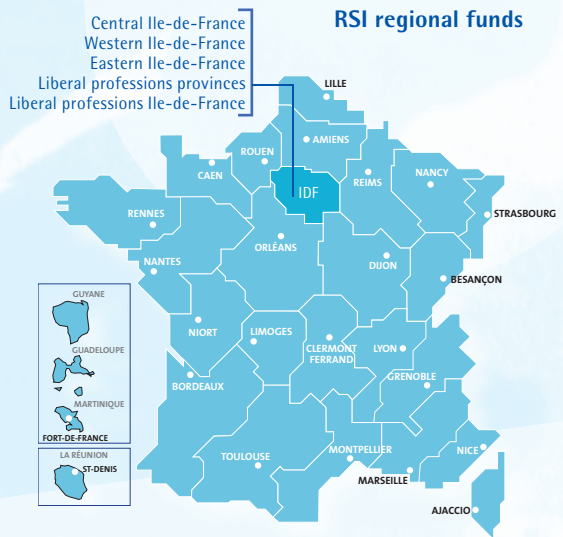 RSI regional funds
Central Ile-de-France
Western Ile-de-France
Eastern Ile-de-France
Liberal professions provinces
Liberal professions Ile-de-France
LILLE
AMIENS
ROUEN
CAEN
REIMS
NANCY
IDF
STRASBOURG
RENNES
ORLÉANS
NANTES
DIJON
BESANÇON
GUYANE
NIORT
LIMOGES
CLERMONT
FERRAND
LYON
GUADELOUPE
GRENOBLE
BORDEAUX
MARTINIQUE
FORT-DE-FRANCE
LA RÉUNION
ST-DENIS
TOULOUSE
MONTPELLIER
NICE
MARSEILLE
AJACCIO